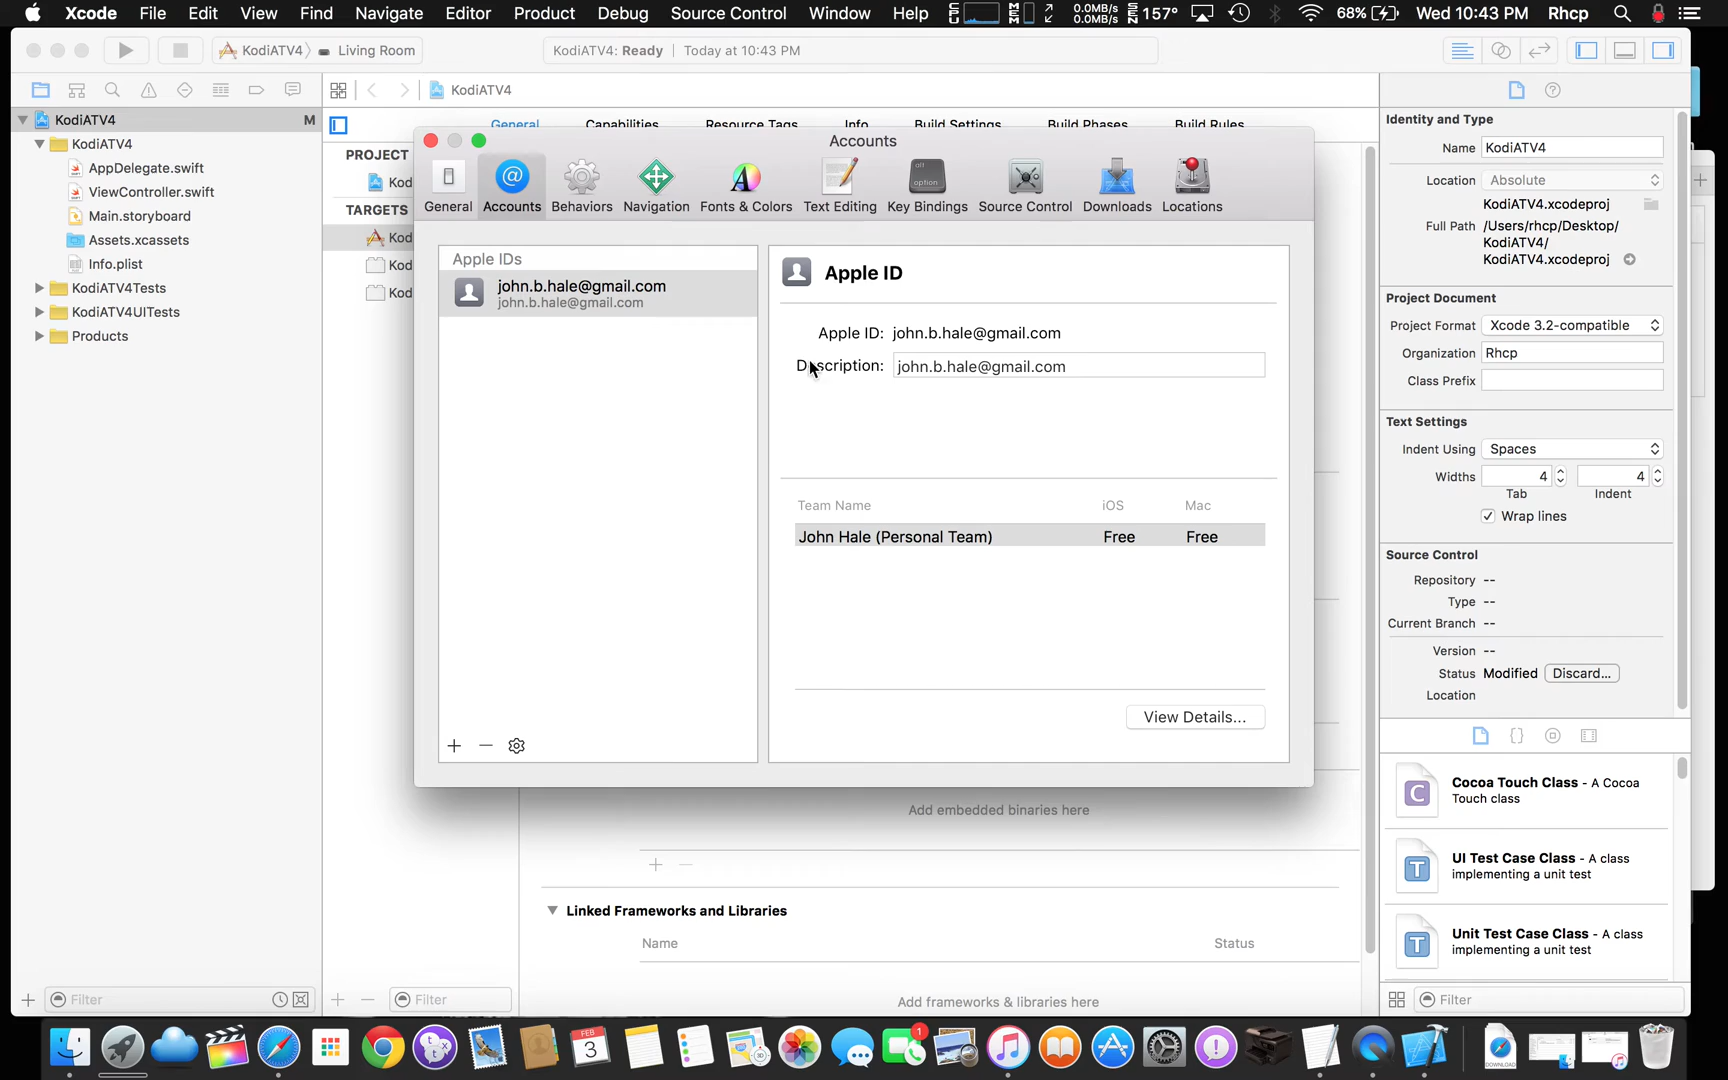 Xcode File Edit View Find Navigate Editor Product Debug Source Control Window Help 0.0MB/s 0.0MB/s 157° 68% Wed 10:43 PM Rhcp
KodiATV4 Living Room
KodiATV4: Ready | Today at 10:43 PM
KodiATV4 M
KodiATV4
AppDelegate.swift
ViewController.swift
Main.storyboard
Assets.xcassets
Info.plist
KodiATV4Tests
KodiATV4UITests
Products
Filter
KodiATV4
General Capabilities Resource Tags Info Build Settings Build Phases Build Rules
PROJECT
Kod
TARGETS
Kod
Kod
Kod
Filter
Accounts
General Accounts Behaviors Navigation Fonts & Colors Text Editing Key Bindings Source Control Downloads Locations
all
option
Apple IDs
john.b.hale@gmail.com
john.b.hale@gmail.com
Apple ID
Apple ID: john.b.hale@gmail.com
Description: john.b.hale@gmail.com
Team Name iOS Mac
John Hale (Personal Team) Free Free
View Details...
Add embedded binaries here
Linked Frameworks and Libraries
Name Status
Add frameworks & libraries here
Identity and Type
Name KodiATV4
Location Absolute
KodiATV4.xcodeproj
Full Path /Users/rhcp/Desktop/
KodiATV4/
KodiATV4.xcodeproj
Project Document
Project Format Xcode 3.2-compatible
Organization Rhcp
Class Prefix
Text Settings
Indent Using Spaces
Widths 4 4
Tab Indent
Wrap lines
Source Control
Repository --
Type --
Current Branch --
Version --
Status Modified Discard...
Location
Cocoa Touch Class - A Cocoa
Touch class
UI Test Case Class - A class
implementing a unit test
Unit Test Case Class - A class
implementing a unit test
Filter
FEB
3
1
DOWNLOAD